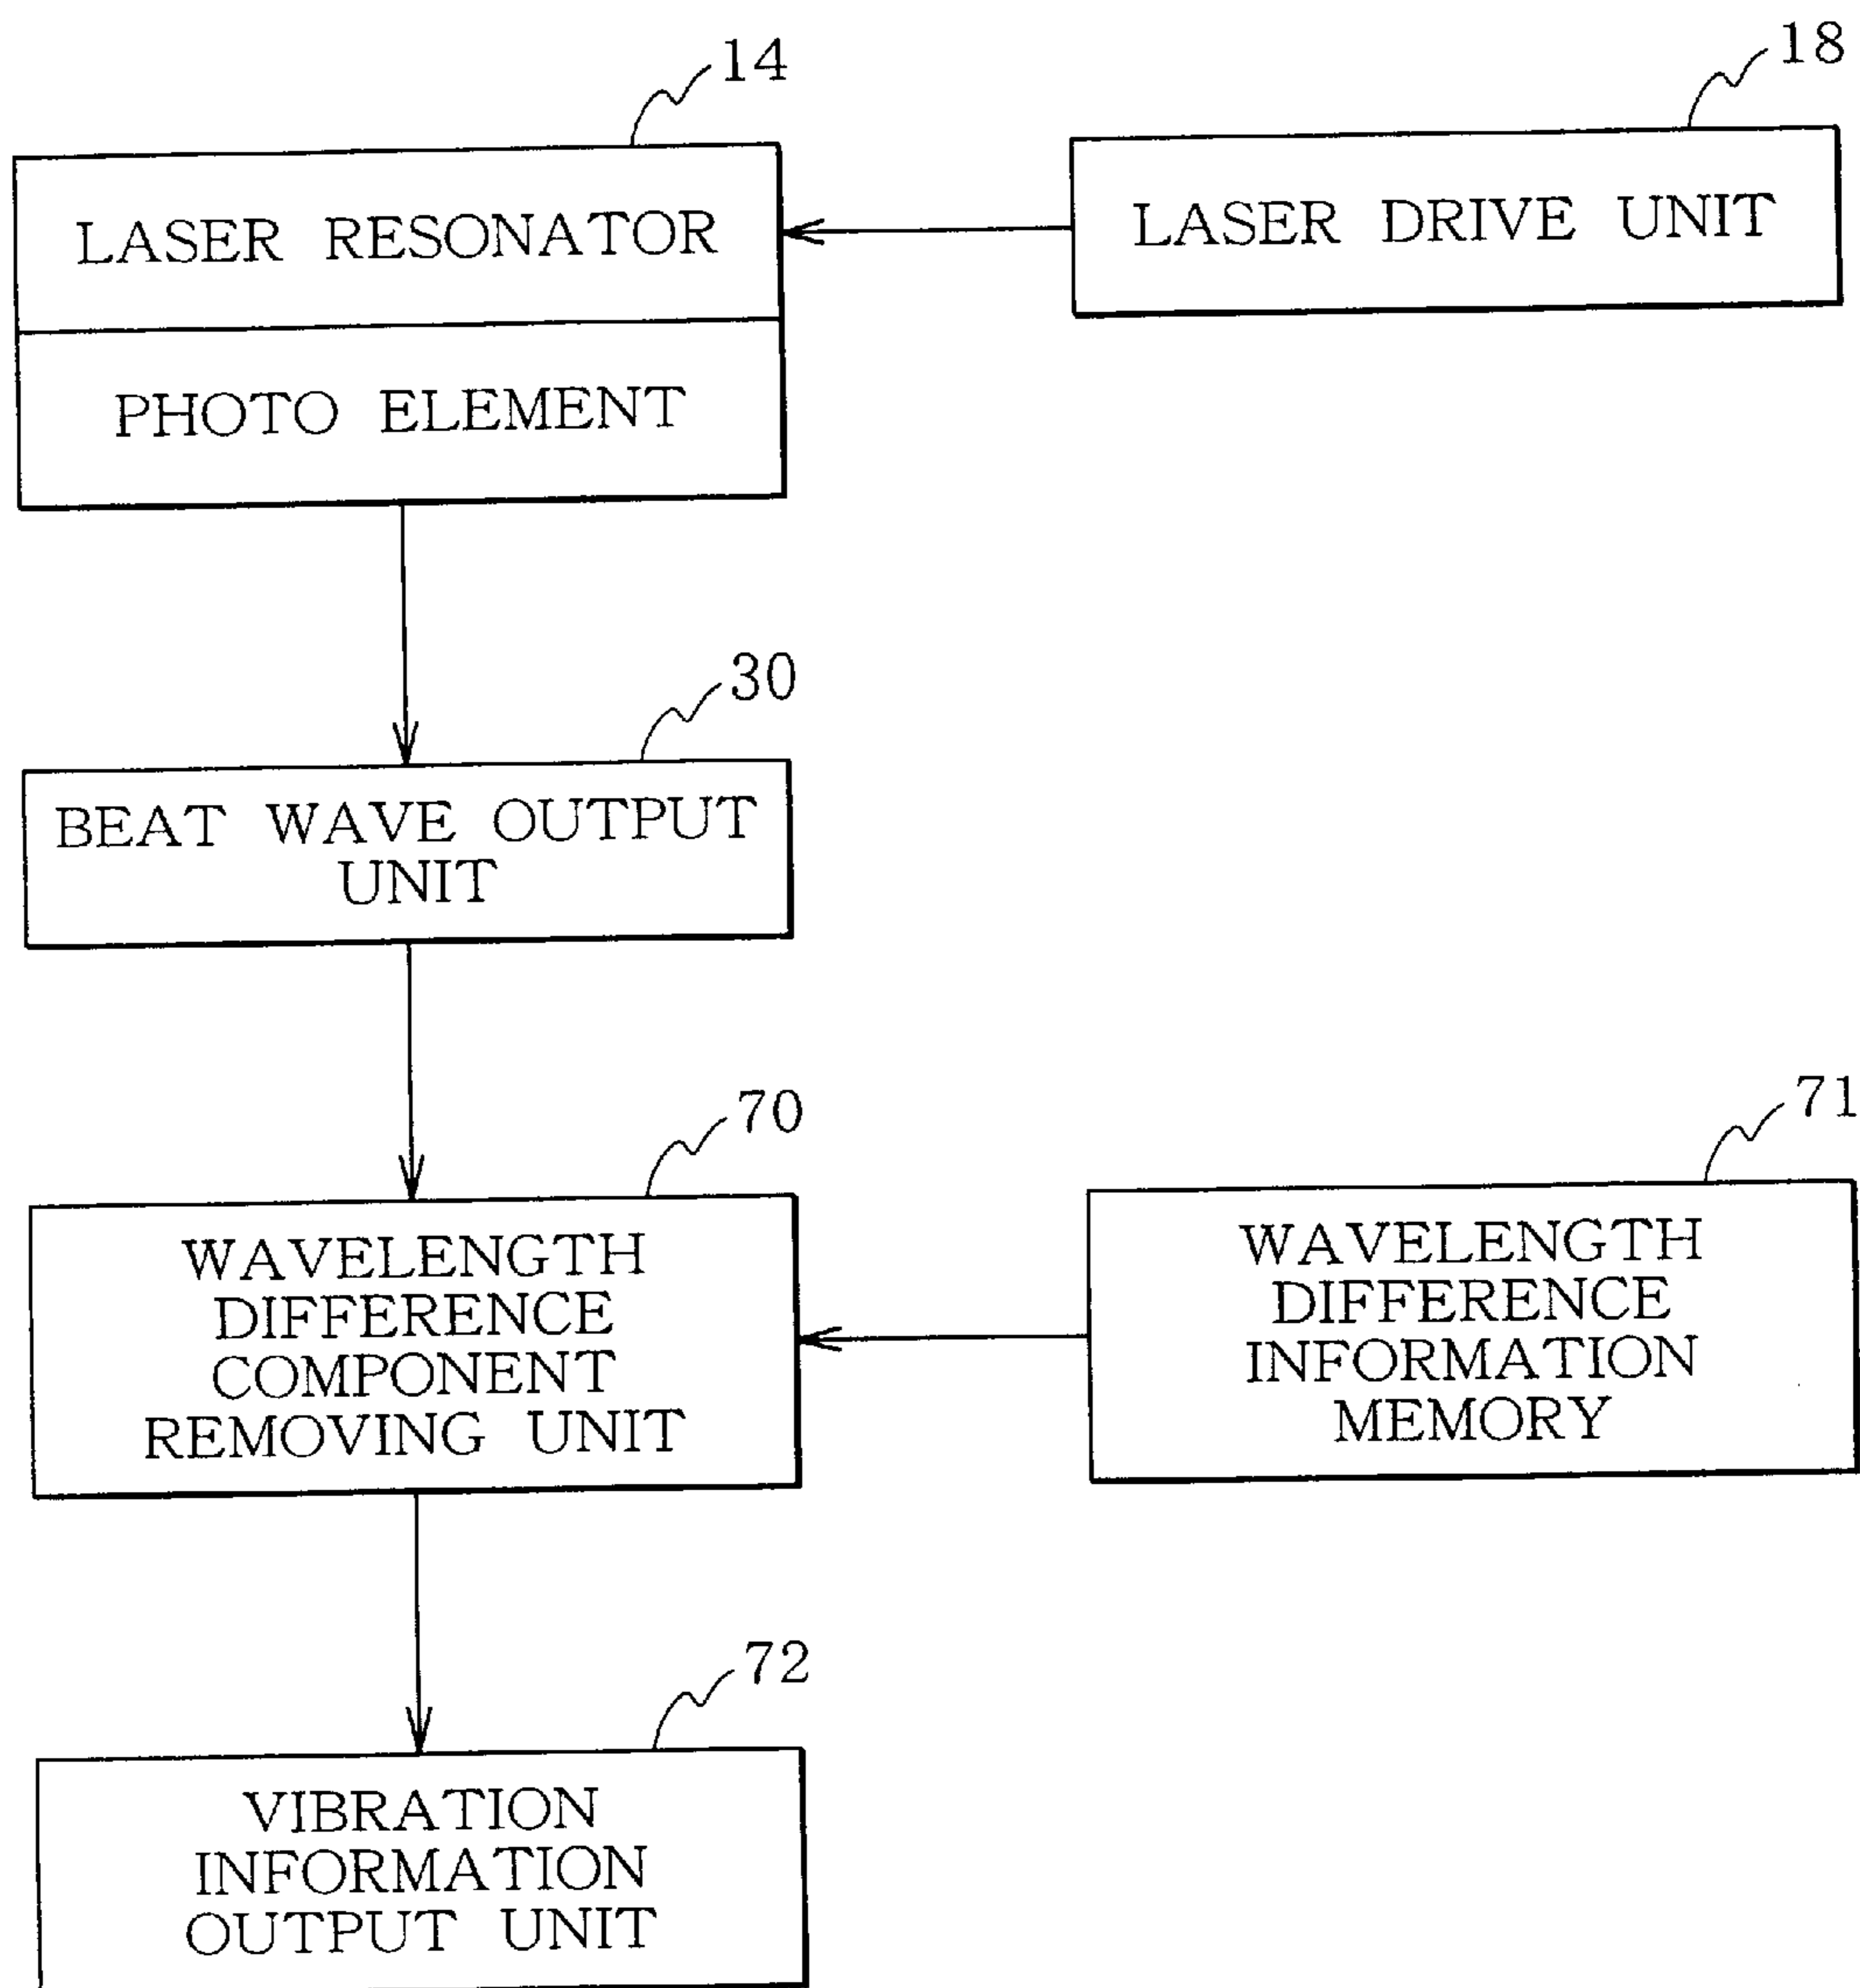 14
18
LASER RESONATOR
LASER DRIVE UNIT
PHOTO ELEMENT
30
BEAT WAVE OUTPUT
UNIT
70
71
WAVELENGTH
DIFFERENCE
COMPONENT
REMOVING UNIT
WAVELENGTH
DIFFERENCE
INFORMATION
MEMORY
72
VIBRATION
INFORMATION
OUTPUT UNIT